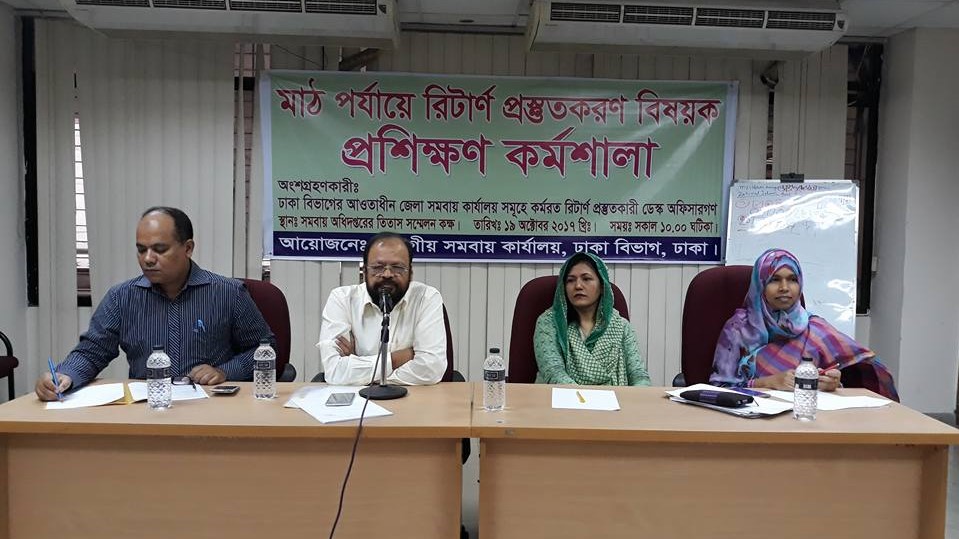 মাঠ পর্যায়ে রিটার্ণ প্রস্তুতকরণ বিষয়ক
প্রশিক্ষণ কর্মশালা
অংশগ্রহণকারীঃ
ঢাকা বিভাগের আওতাধীন জেলা সমবায় কার্যালয় সমূহে কর্মরত রিটার্ণ প্রস্তুতকারী ডেস্ক অফিসারগণ
স্থানঃ সমবায় অধিদপ্তরের তিতাস সম্মেলন কক্ষ। তারিখঃ ১৯ অক্টোবর ২০১৭ খ্রিঃ। সময়ঃ সকাল ১০.০০ ঘটিকা।
আয়োজনেঃ গীয় সমবায় কার্যালয়, ঢাকা বিভাগ, ঢাকা।